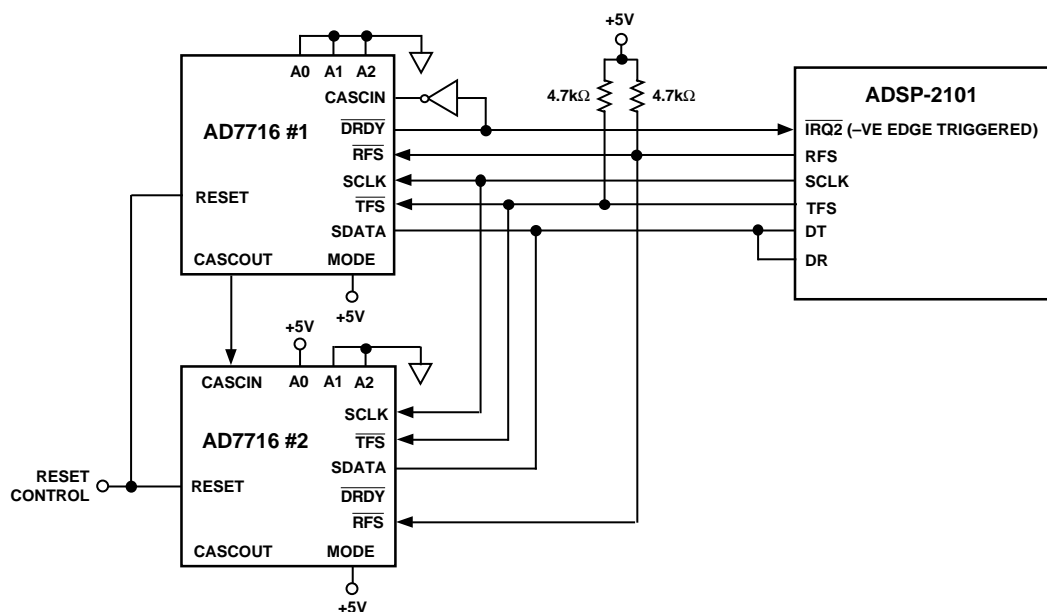 +5V
A0 A1 A2
CASCIN
4.7kΩ 4.7kΩ
ADSP-2101
AD7716 #1
DRDY
IRQ2 (–VE EDGE TRIGGERED)
RFS
RFS
RESET
SCLK
SCLK
TFS
TFS
SDATA
DT
CASCOUT MODE
DR
+5V
+5V
CASCIN A0 A1 A2
SCLK
AD7716 #2
TFS
SDATA
RESET CONTROL
RESET
DRDY
RFS
CASCOUT MODE
+5V